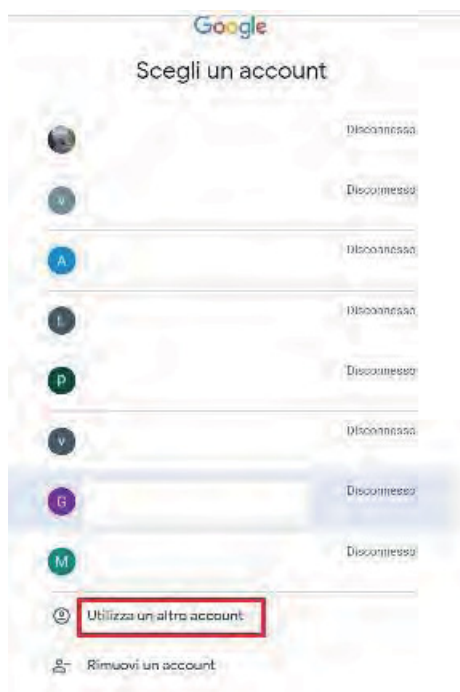 Google
Scegli un account
Disconnesso
V
Disconnesso
A
Disconnesso
L
Disconnesso
P
Disconnesso
V
Disconnesso
G
Disconnesso
M
Disconnesso
Utilizza un altro account
Rimuovi un account